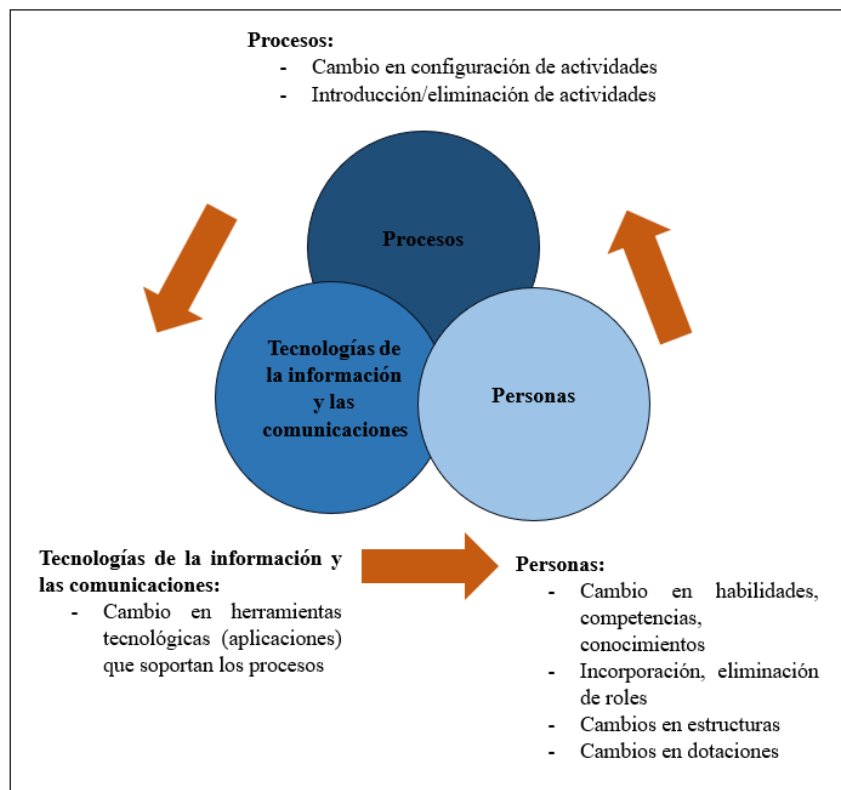 Procesos:
- Cambio en configuración de actividades
- Introducción/eliminación de actividades
Procesos
Tecnologías de
la información
y las
comunicaciones
Personas
Tecnologías de la información y
las comunicaciones:
- Cambio en herramientas
tecnológicas (aplicaciones)
que soportan los procesos
Personas:
- Cambio en habilidades,
competencias,
conocimientos
- Incorporación, eliminación
de roles
- Cambios en estructuras
- Cambios en dotaciones